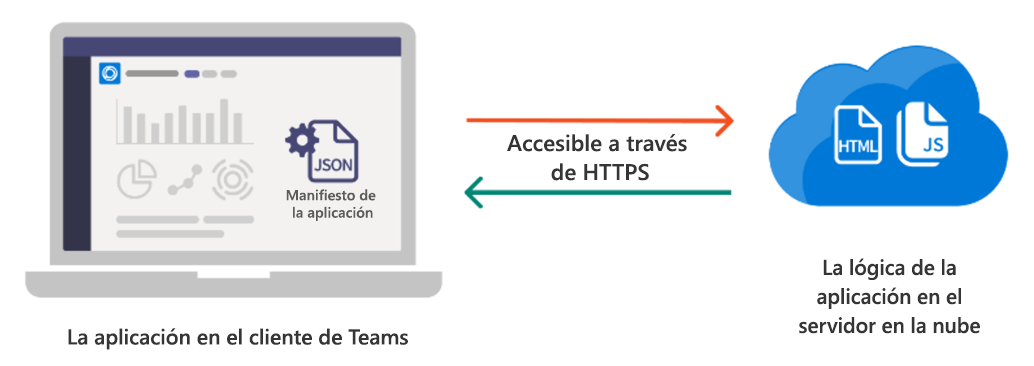 JSON
Manifiesto de
la aplicación
La aplicación en el cliente de Teams
Accesible a través
de HTTPS
HTML
JS
La lógica de la
aplicación en el
servidor en la nube